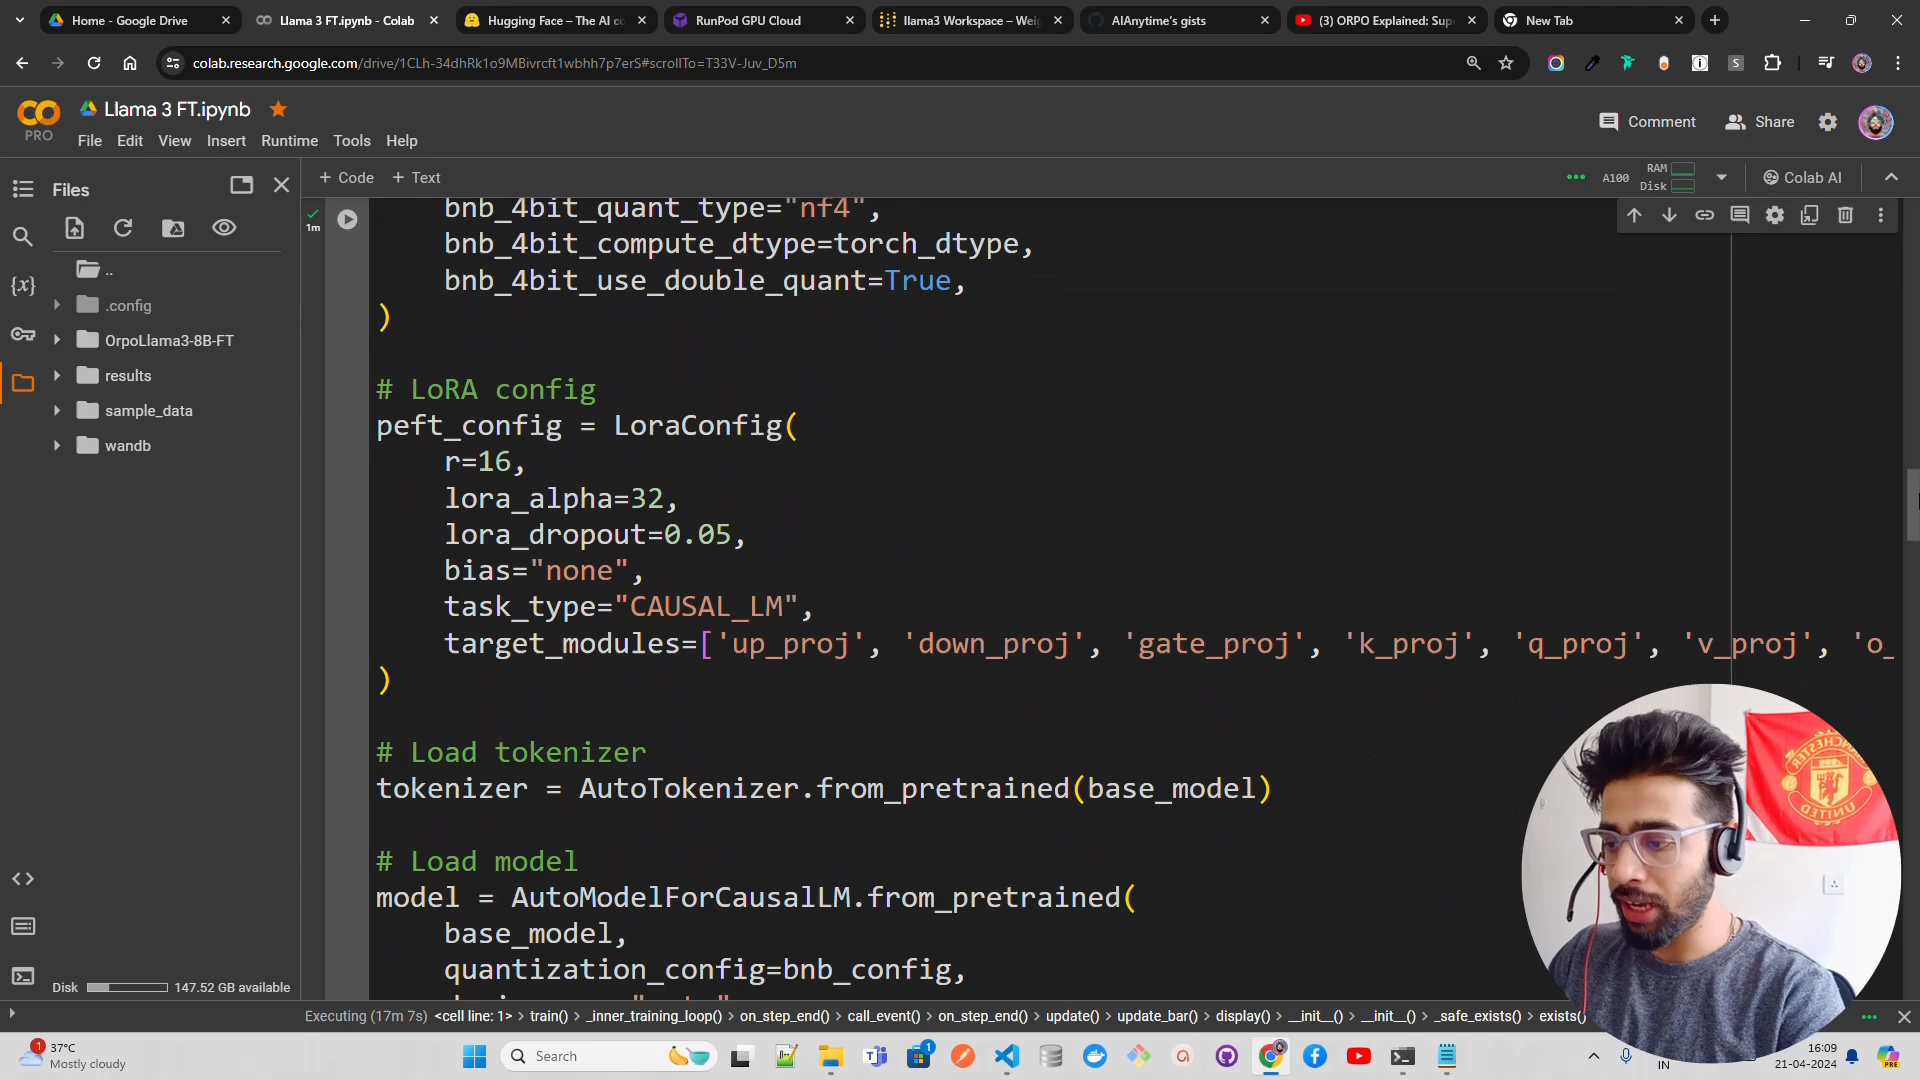 Home - Google Drive
Llama 3 FT.ipynb - Colab
Hugging Face – The AI co
RunPod GPU Cloud
llama3 Workspace – Weig
AIAnytime's gists
(3) ORPO Explained: Sup
New Tab
colab.research.google.com/drive/1CLh-34dhRk1o9MBivrcft1wbhh7p7erS#scrollTo=T33V-Juv_D5m
PRO
Llama 3 FT.ipynb
File Edit View Insert Runtime Tools Help
Comment
Share
Files
+ Code + Text
A100
RAM
Disk
Colab AI
..
.config
OrpoLlama3-8B-FT
results
sample_data
wandb
{x}
1m
bnb_4bit_quant_type="nf4",
bnb_4bit_compute_dtype=torch_dtype,
bnb_4bit_use_double_quant=True,
)
# LoRA config
peft_config = LoraConfig(
r=16,
lora_alpha=32,
lora_dropout=0.05,
bias="none",
task_type="CAUSAL_LM",
target_modules=['up_proj', 'down_proj', 'gate_proj', 'k_proj', 'q_proj', 'v_proj', 'o_
)
# Load tokenizer
tokenizer = AutoTokenizer.from_pretrained(base_model)
# Load model
model = AutoModelForCausalLM.from_pretrained(
base_model,
quantization_config=bnb_config,
Disk
147.52 GB available
Executing (17m 7s) <cell line: 1> > train() > _inner_training_loop() > on_step_end() > call_event() > on_step_end() > update() > update_bar() > display() > __init__() > __init__() > _safe_exists() > exists()
MANCHESTER
UNITED
1
37°C
Mostly cloudy
Search
1
IN
16:09
21-04-2024
PRE